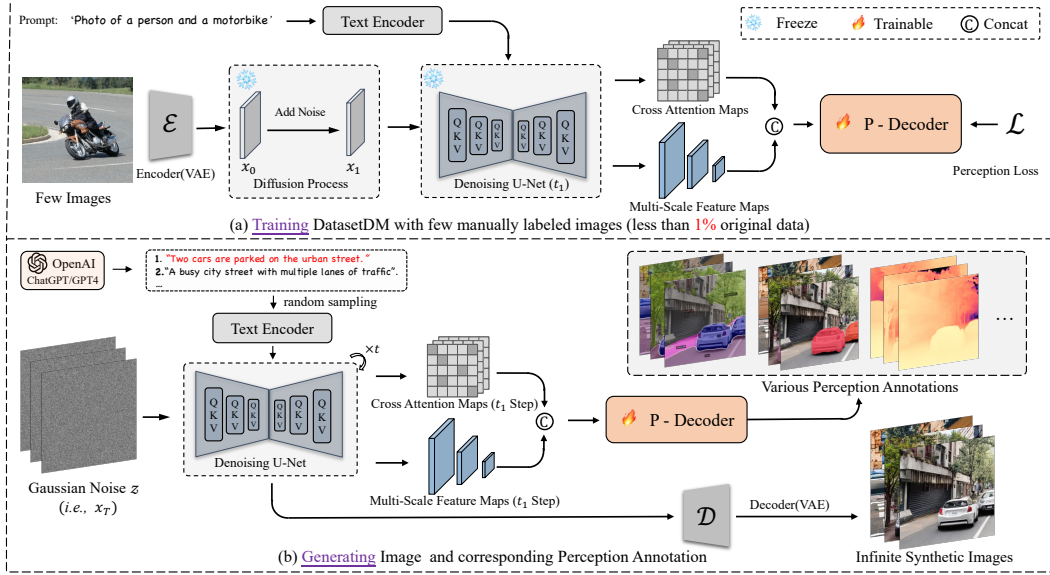 Prompt: 'Photo of a person and a motorbike'
Text Encoder
Freeze
Trainable
C Concat
ℰ
Encoder(VAE)
Few Images
Add Noise
x₀
x₁
Diffusion Process
Q K V
Q K V
Q K V
Q K V
Q K V
Q K V
Denoising U-Net (t₁)
Cross Attention Maps
C
Multi-Scale Feature Maps
P - Decoder
ℒ
Perception Loss
(a) Training DatasetDM with few manually labeled images (less than 1% original data)
OpenAI
ChatGPT/GPT4
1. "Two cars are parked on the urban street. "
2."A busy city street with multiple lanes of traffic".
...
random sampling
Text Encoder
×t
Q K V
Q K V
Q K V
Q K V
Q K V
Q K V
Denoising U-Net
Gaussian Noise z
(i.e., x_T)
Cross Attention Maps (t₁ Step)
C
Multi-Scale Feature Maps (t₁ Step)
P - Decoder
...
Various Perception Annotations
𝒟
Decoder(VAE)
Infinite Synthetic Images
(b) Generating Image and corresponding Perception Annotation